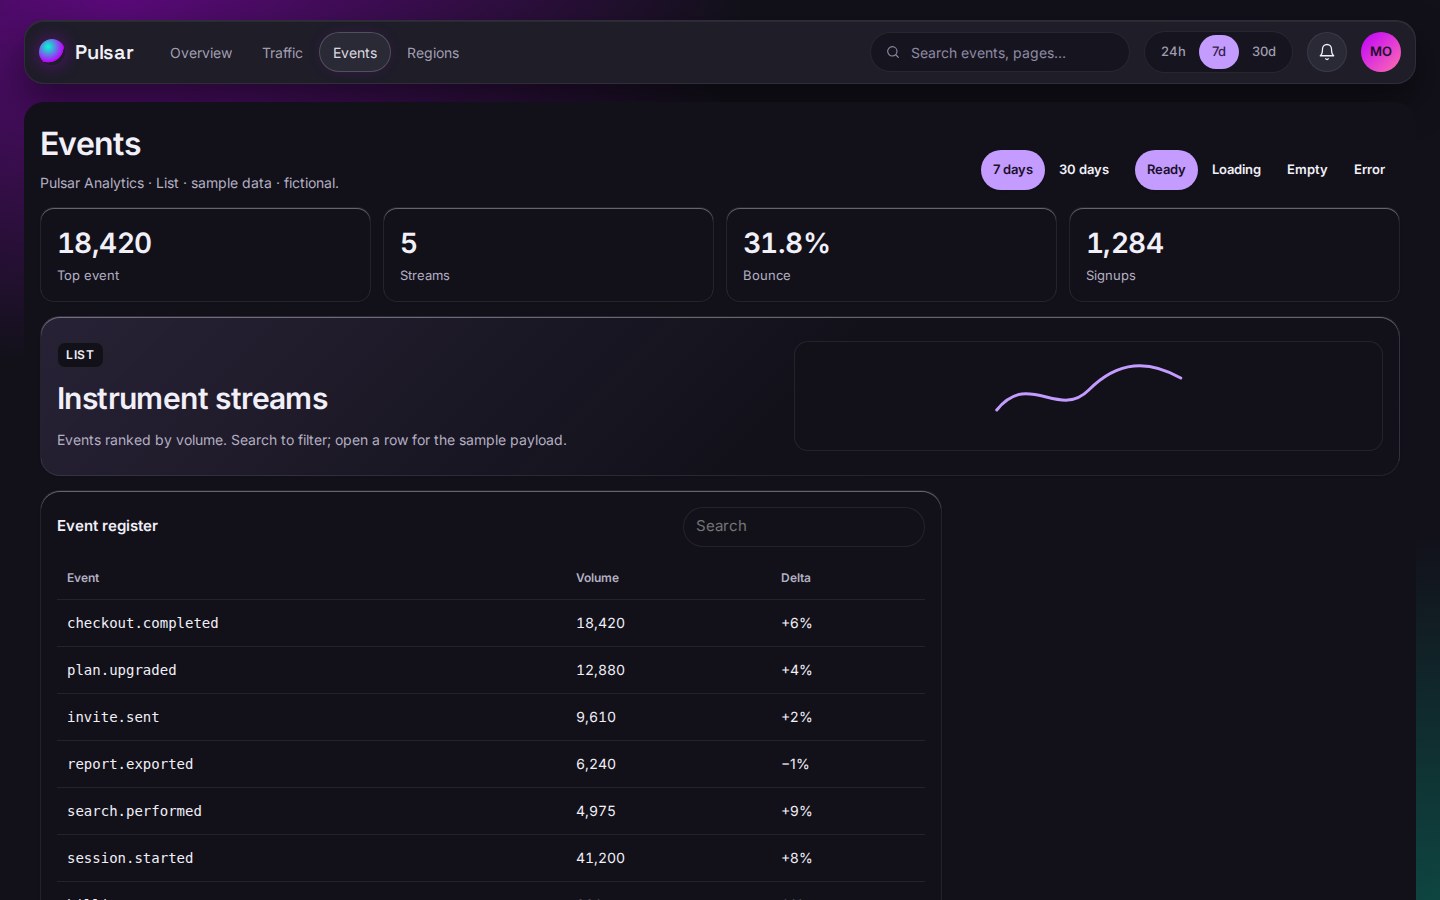 Pulsar
Overview
Traffic
Events
Regions
Search events, pages...
24h
7d
30d
MO
Events
Pulsar Analytics · List · sample data · fictional.
7 days
30 days
Ready
Loading
Empty
Error
18,420
Top event
5
Streams
31.8%
Bounce
1,284
Signups
LIST
Instrument streams
Events ranked by volume. Search to filter; open a row for the sample payload.
Event register
Search
Event Volume Delta
checkout.completed 18,420 +6%
plan.upgraded 12,880 +4%
invite.sent 9,610 +2%
report.exported 6,240 −1%
search.performed 4,975 +9%
session.started 41,200 +8%